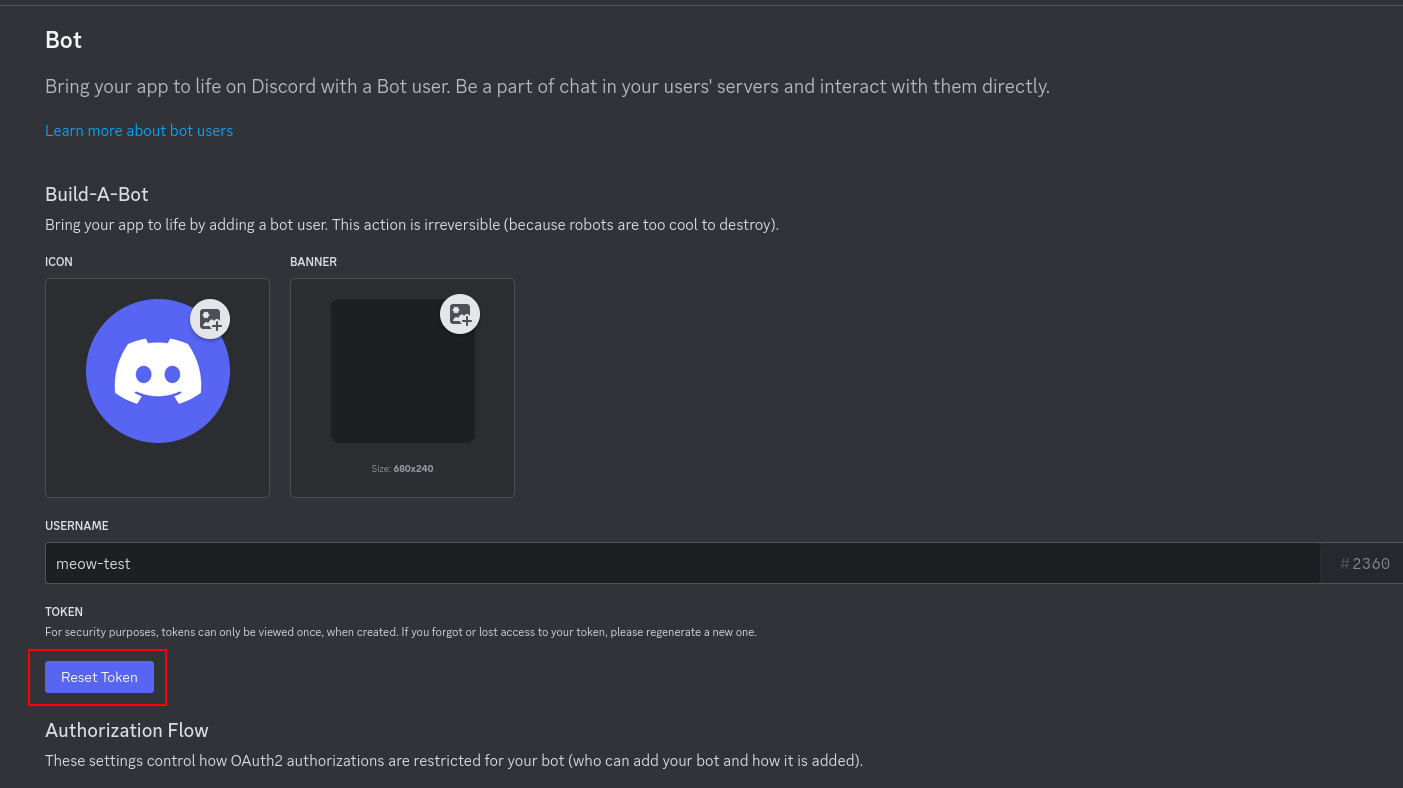 Bot
Bring your app to life on Discord with a Bot user. Be a part of chat in your users' servers and interact with them directly.
Learn more about bot users
Build-A-Bot
Bring your app to life by adding a bot user. This action is irreversible (because robots are too cool to destroy).
ICON
BANNER
Size: 680x240
USERNAME
meow-test
#2360
TOKEN
For security purposes, tokens can only be viewed once, when created. If you forgot or lost access to your token, please regenerate a new one.
Reset Token
Authorization Flow
These settings control how OAuth2 authorizations are restricted for your bot (who can add your bot and how it is added).